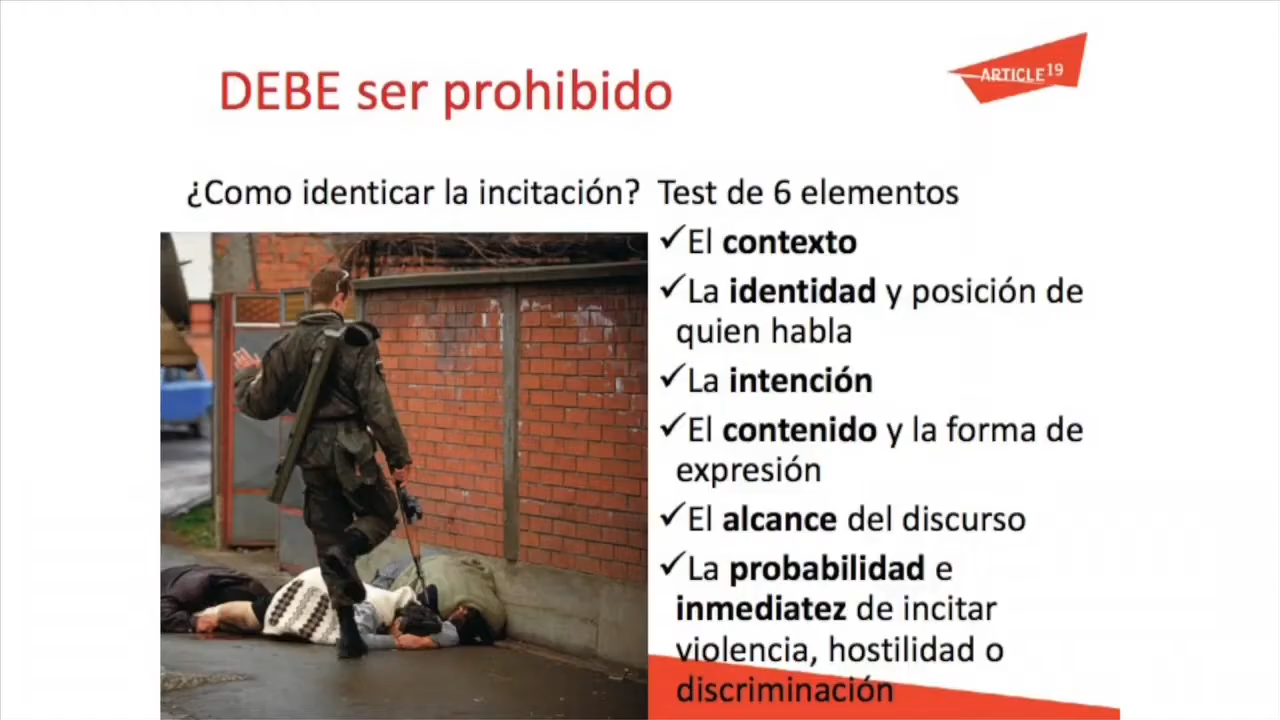 ARTICLE 19
DEBE ser prohibido
¿Como identicar la incitación?
Test de 6 elementos
✓El contexto
✓La identidad y posición de
quien habla
✓La intención
✓El contenido y la forma de
expresión
✓El alcance del discurso
✓La probabilidad e
inmediatez de incitar
violencia, hostilidad o
discriminación